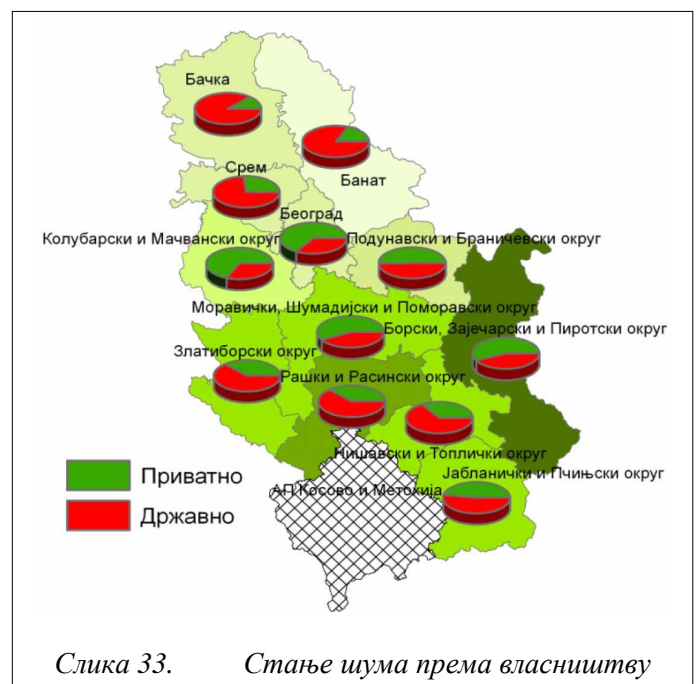 Бачка
Банат
Срем
Београд
Колубарски и Мачвански округ
Подунавски и Браничевски округ
Моравички, Шумадијски и Поморавски округ
Борски, Зајечарски и Пиротски округ
Златиборски округ
Рашки и Расински округ
Нишавски и Топлички округ
Јабланички и Пчињски округ
АП Косово и Метохија
Приватно
Државно
Слика 33. Стање шума према власништву